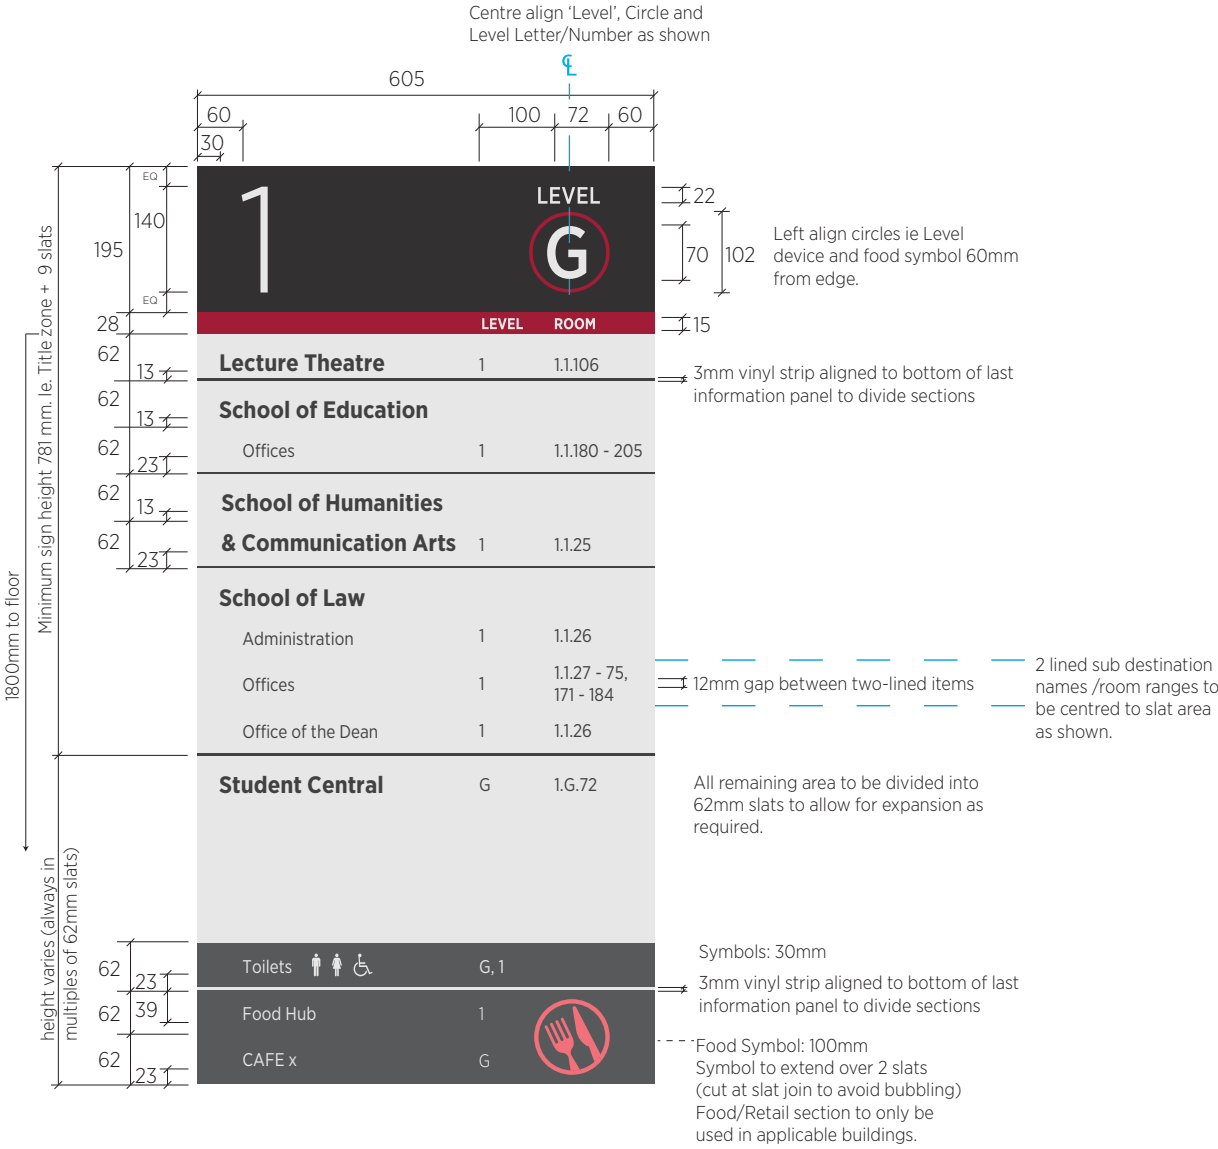 Centre align ‘Level’, Circle and
Level Letter/Number as shown
℄
605
60
100
72
60
30
EQ
140
195
EQ
28
1
LEVEL
G
22
70
102
15
Left align circles ie Level
device and food symbol 60mm
from edge.
LEVEL ROOM
62
13
Lecture Theatre 1 1.1.106
3mm vinyl strip aligned to bottom of last
information panel to divide sections
62
13
School of Education
62
23
Offices 1 1.1.180 - 205
62
13
School of Humanities
62
23
& Communication Arts 1 1.1.25
School of Law
Administration 1 1.1.26
Offices 1 1.1.27 - 75,
171 - 184
12mm gap between two-lined items
2 lined sub destination
names /room ranges to
be centred to slat area
as shown.
Office of the Dean 1 1.1.26
Student Central G 1.G.72
All remaining area to be divided into
62mm slats to allow for expansion as
required.
Minimum sign height 781 mm. Ie. Title zone + 9 slats
1800mm to floor
height varies (always in
multiples of 62mm slats)
62
23
Toilets G, 1
Symbols: 30mm
3mm vinyl strip aligned to bottom of last
information panel to divide sections
62
39
Food Hub 1
62
23
CAFE x G
Food Symbol: 100mm
Symbol to extend over 2 slats
(cut at slat join to avoid bubbling)
Food/Retail section to only be
used in applicable buildings.